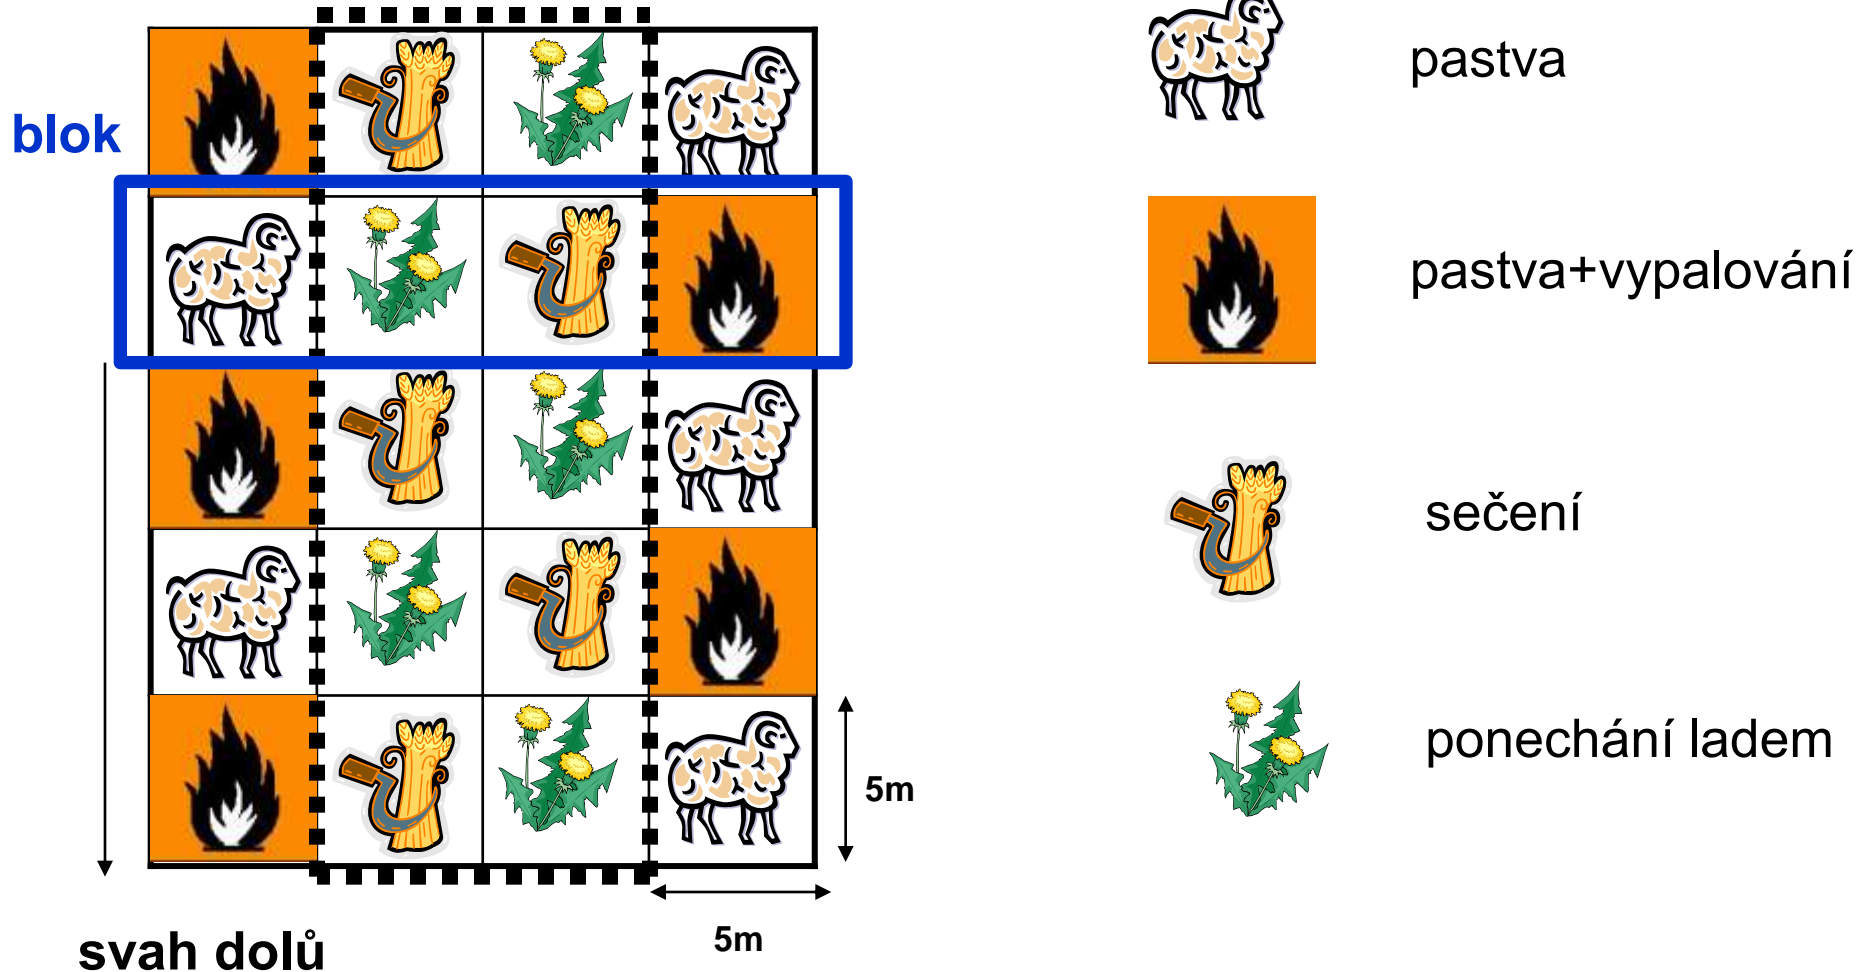 blok
pastva
pastva+vypalování
sečení
ponechání ladem
5m
5m
svah dolů